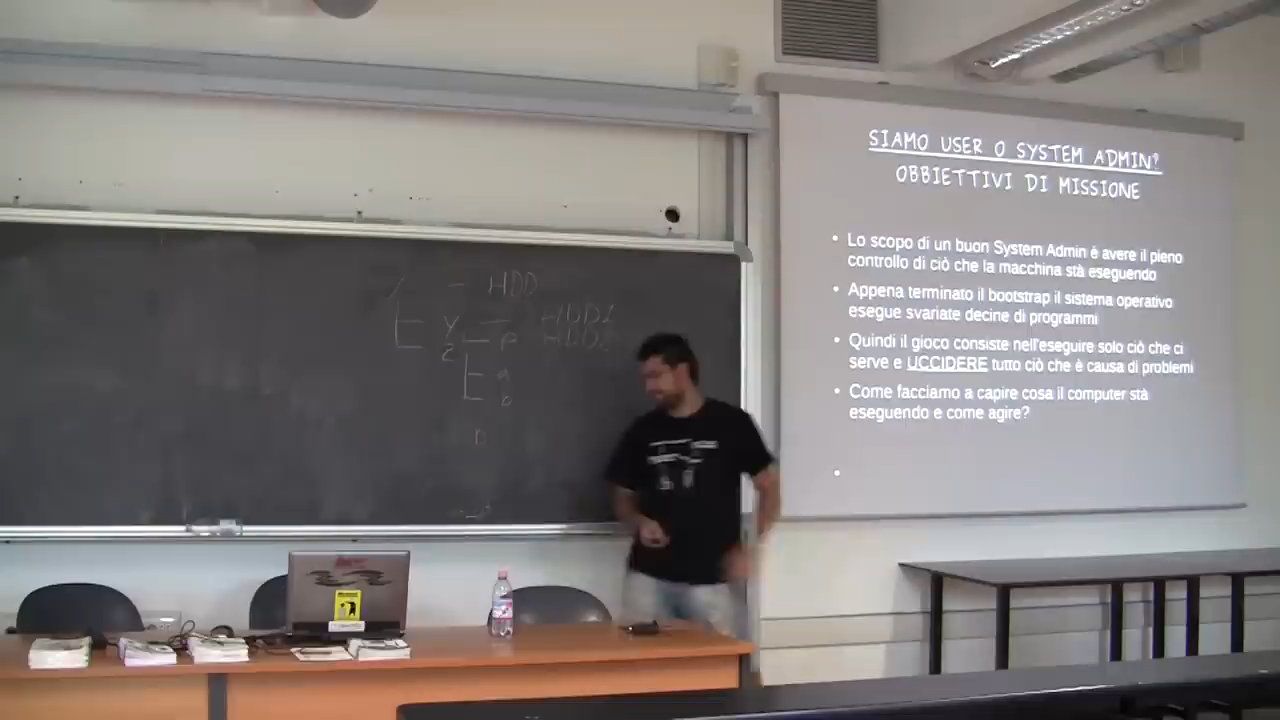 HDD
HDD1
SIAMO USER O SYSTEM ADMIN?
OBBIETTIVI DI MISSIONE
• Lo scopo di un buon System Admin è avere il pieno
controllo di ciò che la macchina stà eseguendo
• Appena terminato il bootstrap il sistema operativo
esegue svariate decine di programmi
• Quindi il gioco consiste nell'eseguire solo ciò che ci
serve e UCCIDERE tutto ciò che è causa di problemi
• Come facciamo a capire cosa il computer stà
eseguendo e come agire?
•